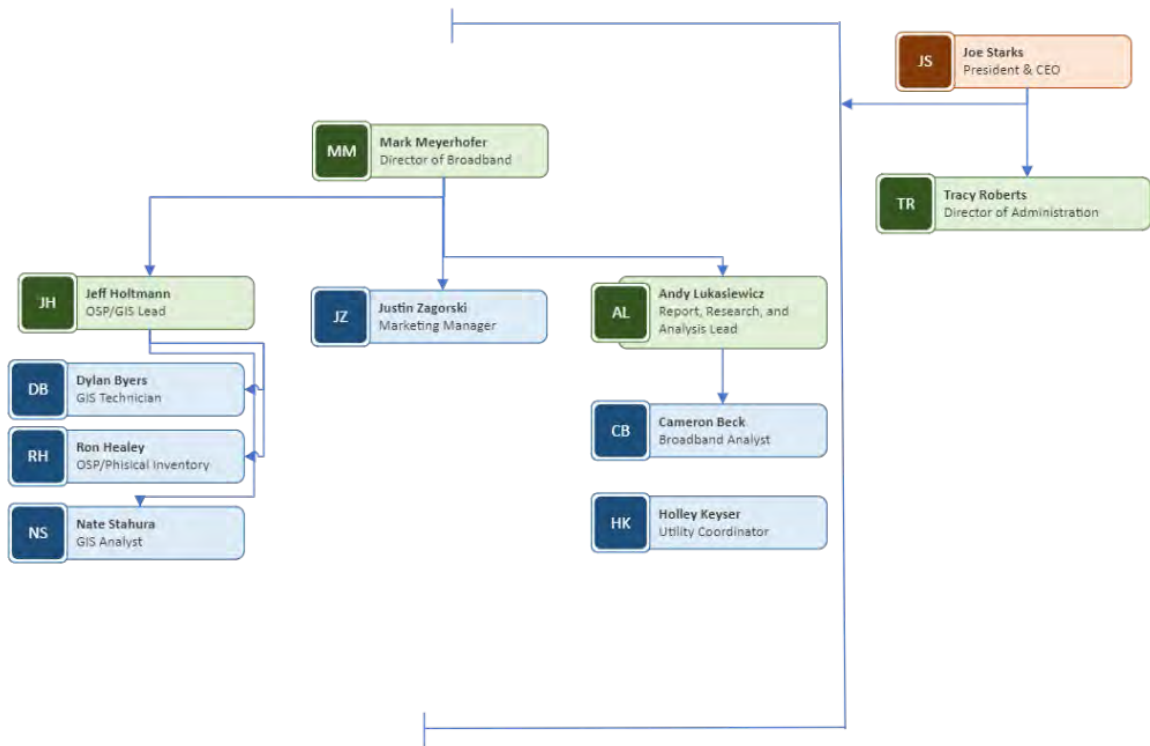 JS
Joe Starks
President & CEO
MM
Mark Meyerhofer
Director of Broadband
TR
Tracy Roberts
Director of Administration
JH
Jeff Holtmann
OSP/GIS Lead
JZ
Justin Zagorski
Marketing Manager
AL
Andy Lukasiewicz
Report, Research, and
Analysis Lead
DB
Dylan Byers
GIS Technician
RH
Ron Healey
OSP/Phisical Inventory
NS
Nate Stahura
GIS Analyst
CB
Cameron Beck
Broadband Analyst
HK
Holley Keyser
Utility Coordinator